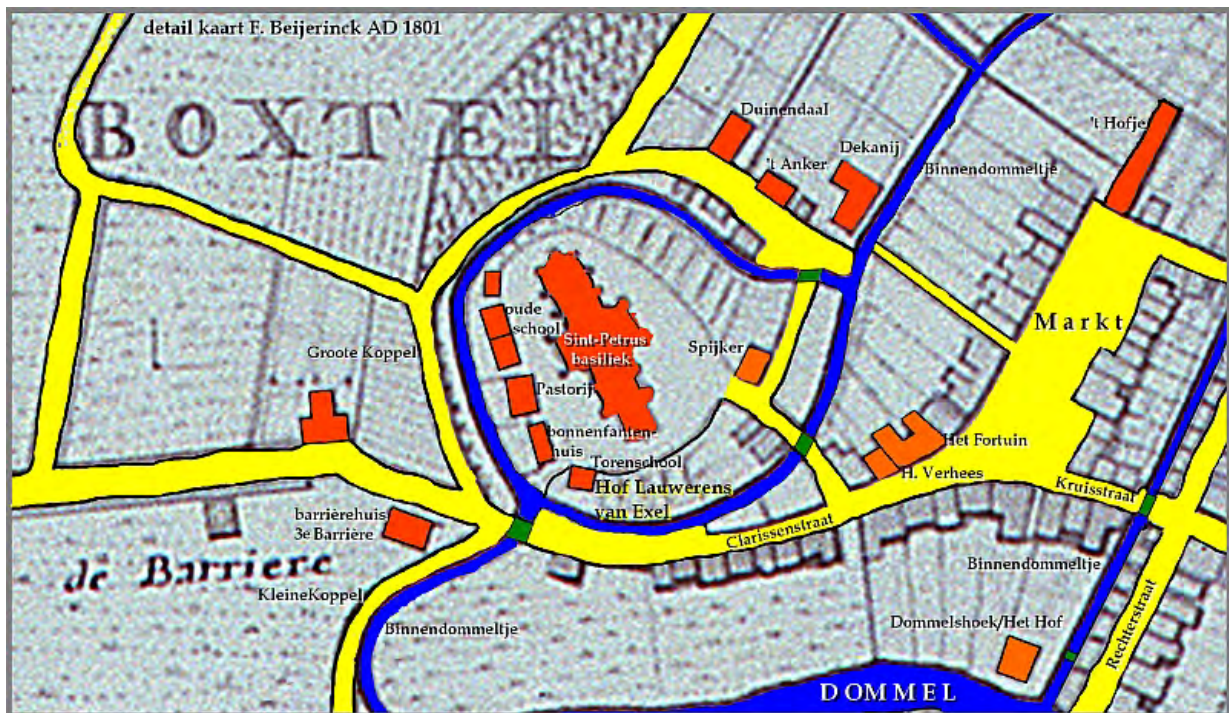 detail kaart F. Beijerinck AD 1801
BOXTEL
Duinendaal
't Hofje
Dekanij
't Anker
Binnendommeltje
oude
school
Markt
Sint-Petrus
basiliek
Spijker
Groote Koppel
Pastorij
bonnenfanten-
huis
Het Fortuin
Torenschool
H. Verhees
Hof Lauwerens
van Exel
Kruisstraat
barrièrehuis
3e Barrière
Clarissenstraat
de Barriere
Binnendommeltje
KleineKoppel
Rechterstraat
Dommelshoek/Het Hof
Binnendommeltje
DOMMEL